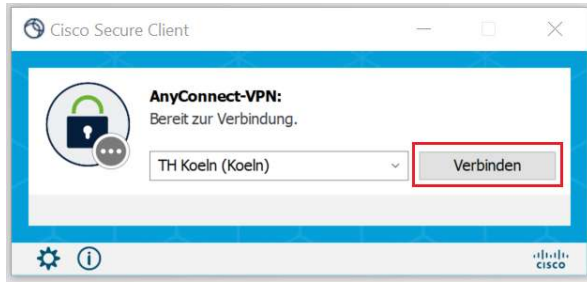 Cisco Secure Client
AnyConnect-VPN:
Bereit zur Verbindung.
TH Koeln (Koeln)
Verbinden
cisco